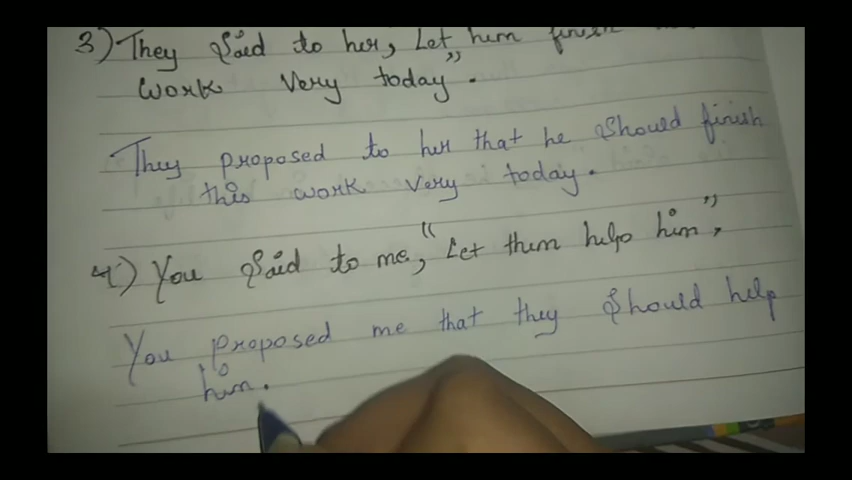 3) They said to her, Let him finish
work very today".
They proposed to her that he should finish
this work very today.
4) You said to me, "Let them help him",
You proposed me that they should help
him.